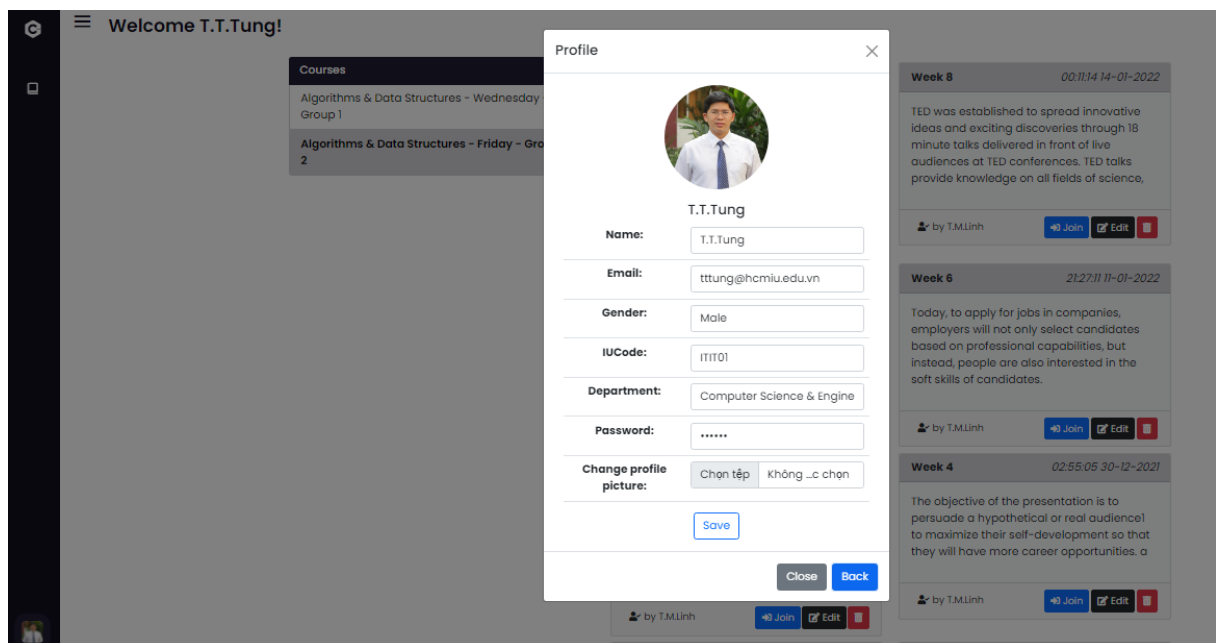 Welcome T.T.Tung!
Courses
Algorithms & Data Structures - Wednesday -
Group 1
Algorithms & Data Structures - Friday - Gro
2
Profile
T.T.Tung
Name:
T.T.Tung
Email:
tttung@hcmiu.edu.vn
Gender:
Male
IUCode:
ITIT01
Department:
Computer Science & Engine
Password:
••••••
Change profile
picture:
Chọn tệp
Không ...c chọn
Save
Close
Back
by T.M.Linh
Join
Edit
Week 8
00:11:14 14-01-2022
TED was established to spread innovative
ideas and exciting discoveries through 18
minute talks delivered in front of live
audiences at TED conferences. TED talks
provide knowledge on all fields of science,
by T.M.Linh
Join
Edit
Week 6
21:27:11 11-01-2022
Today, to apply for jobs in companies,
employers will not only select candidates
based on professional capabilities, but
instead, people are also interested in the
soft skills of candidates.
by T.M.Linh
Join
Edit
Week 4
02:55:05 30-12-2021
The objective of the presentation is to
persuade a hypothetical or real audience1
to maximize their self-development so that
they will have more career opportunities. a
by T.M.Linh
Join
Edit